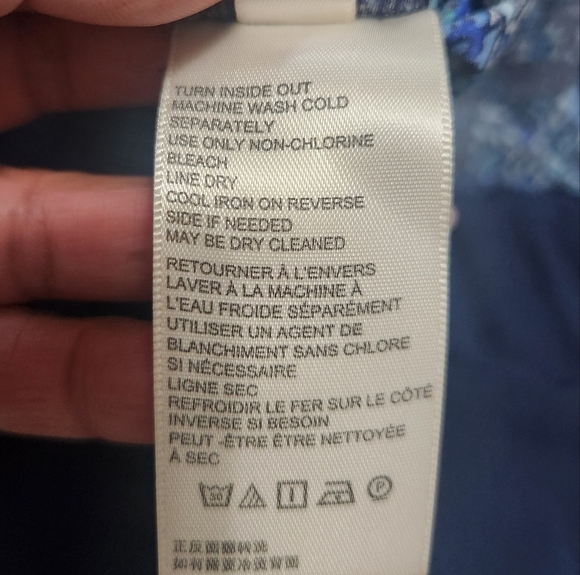 TURN INSIDE OUT
MACHINE WASH COLD
SEPARATELY
USE ONLY NON-CHLORINE
BLEACH
LINE DRY
COOL IRON ON REVERSE
SIDE IF NEEDED
MAY BE DRY CLEANED
RETOURNER À L'ENVERS
LAVER À LA MACHINE À
L'EAU FROIDE SÉPARÉMENT
UTILISER UN AGENT DE
BLANCHIMENT SANS CHLORE
SI NÉCESSAIRE
LIGNE SEC
REFROIDIR LE FER SUR LE CÔTÉ
INVERSE SI BESOIN
PEUT -ÊTRE ÊTRE NETTOYÉE
À SEC
30 P